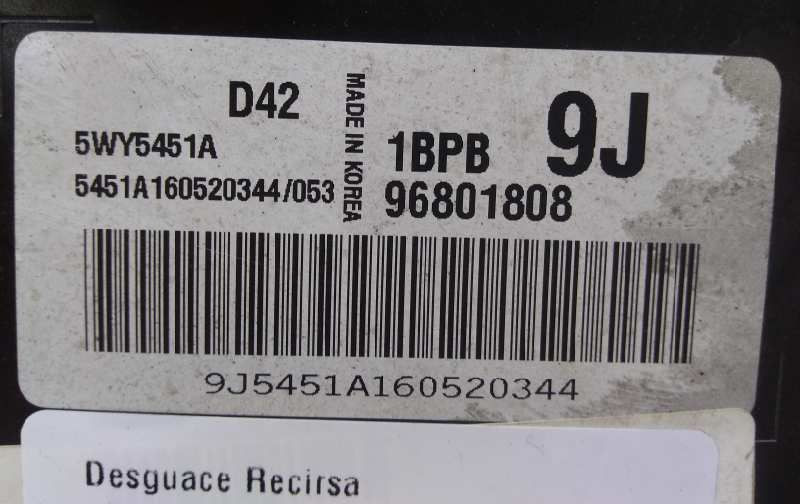 D42
5WY5451A
5451A160520344/053
MADE IN KOREA
1BPB
9J
96801808
9J5451A160520344
Desguace Recirsa